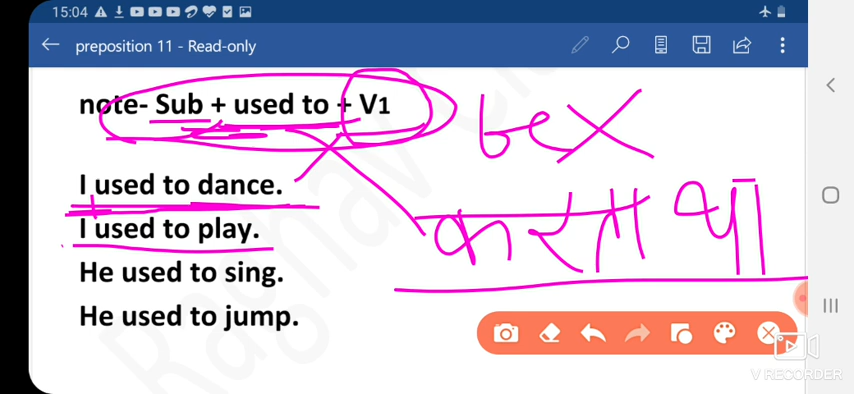 15:04
preposition 11 - Read-only
note- Sub + used to + V1
be
I used to dance.
करता था
I used to play.
He used to sing.
He used to jump.
V RECORDER